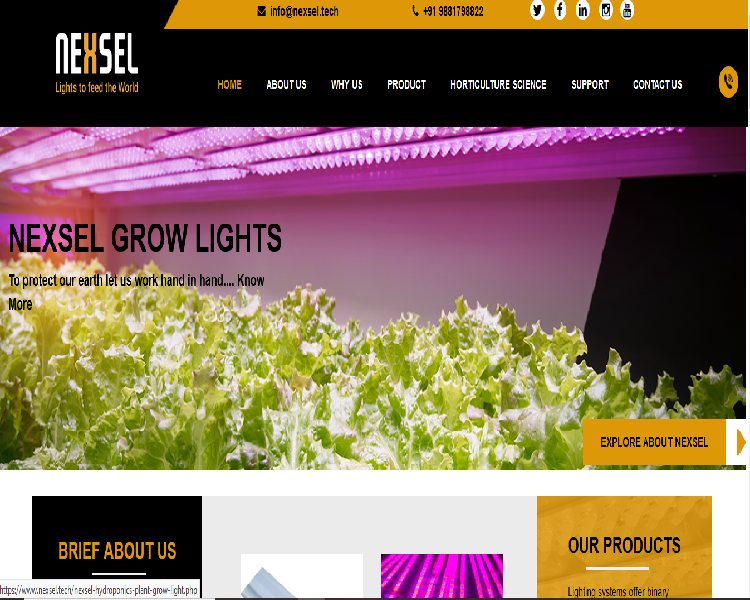 info@nexsel.tech
+91 9881798822
NEXSEL
Lights to feed the World
HOME
ABOUT US
WHY US
PRODUCT
HORTICULTURE SCIENCE
SUPPORT
CONTACT US
NEXSEL GROW LIGHTS
To protect our earth let us work hand in hand.... Know
More
EXPLORE ABOUT NEXSEL
BRIEF ABOUT US
OUR PRODUCTS
Lighting systems offer binary
https://www.nexsel.tech/nexsel-hydroponics-plant-grow-light.php